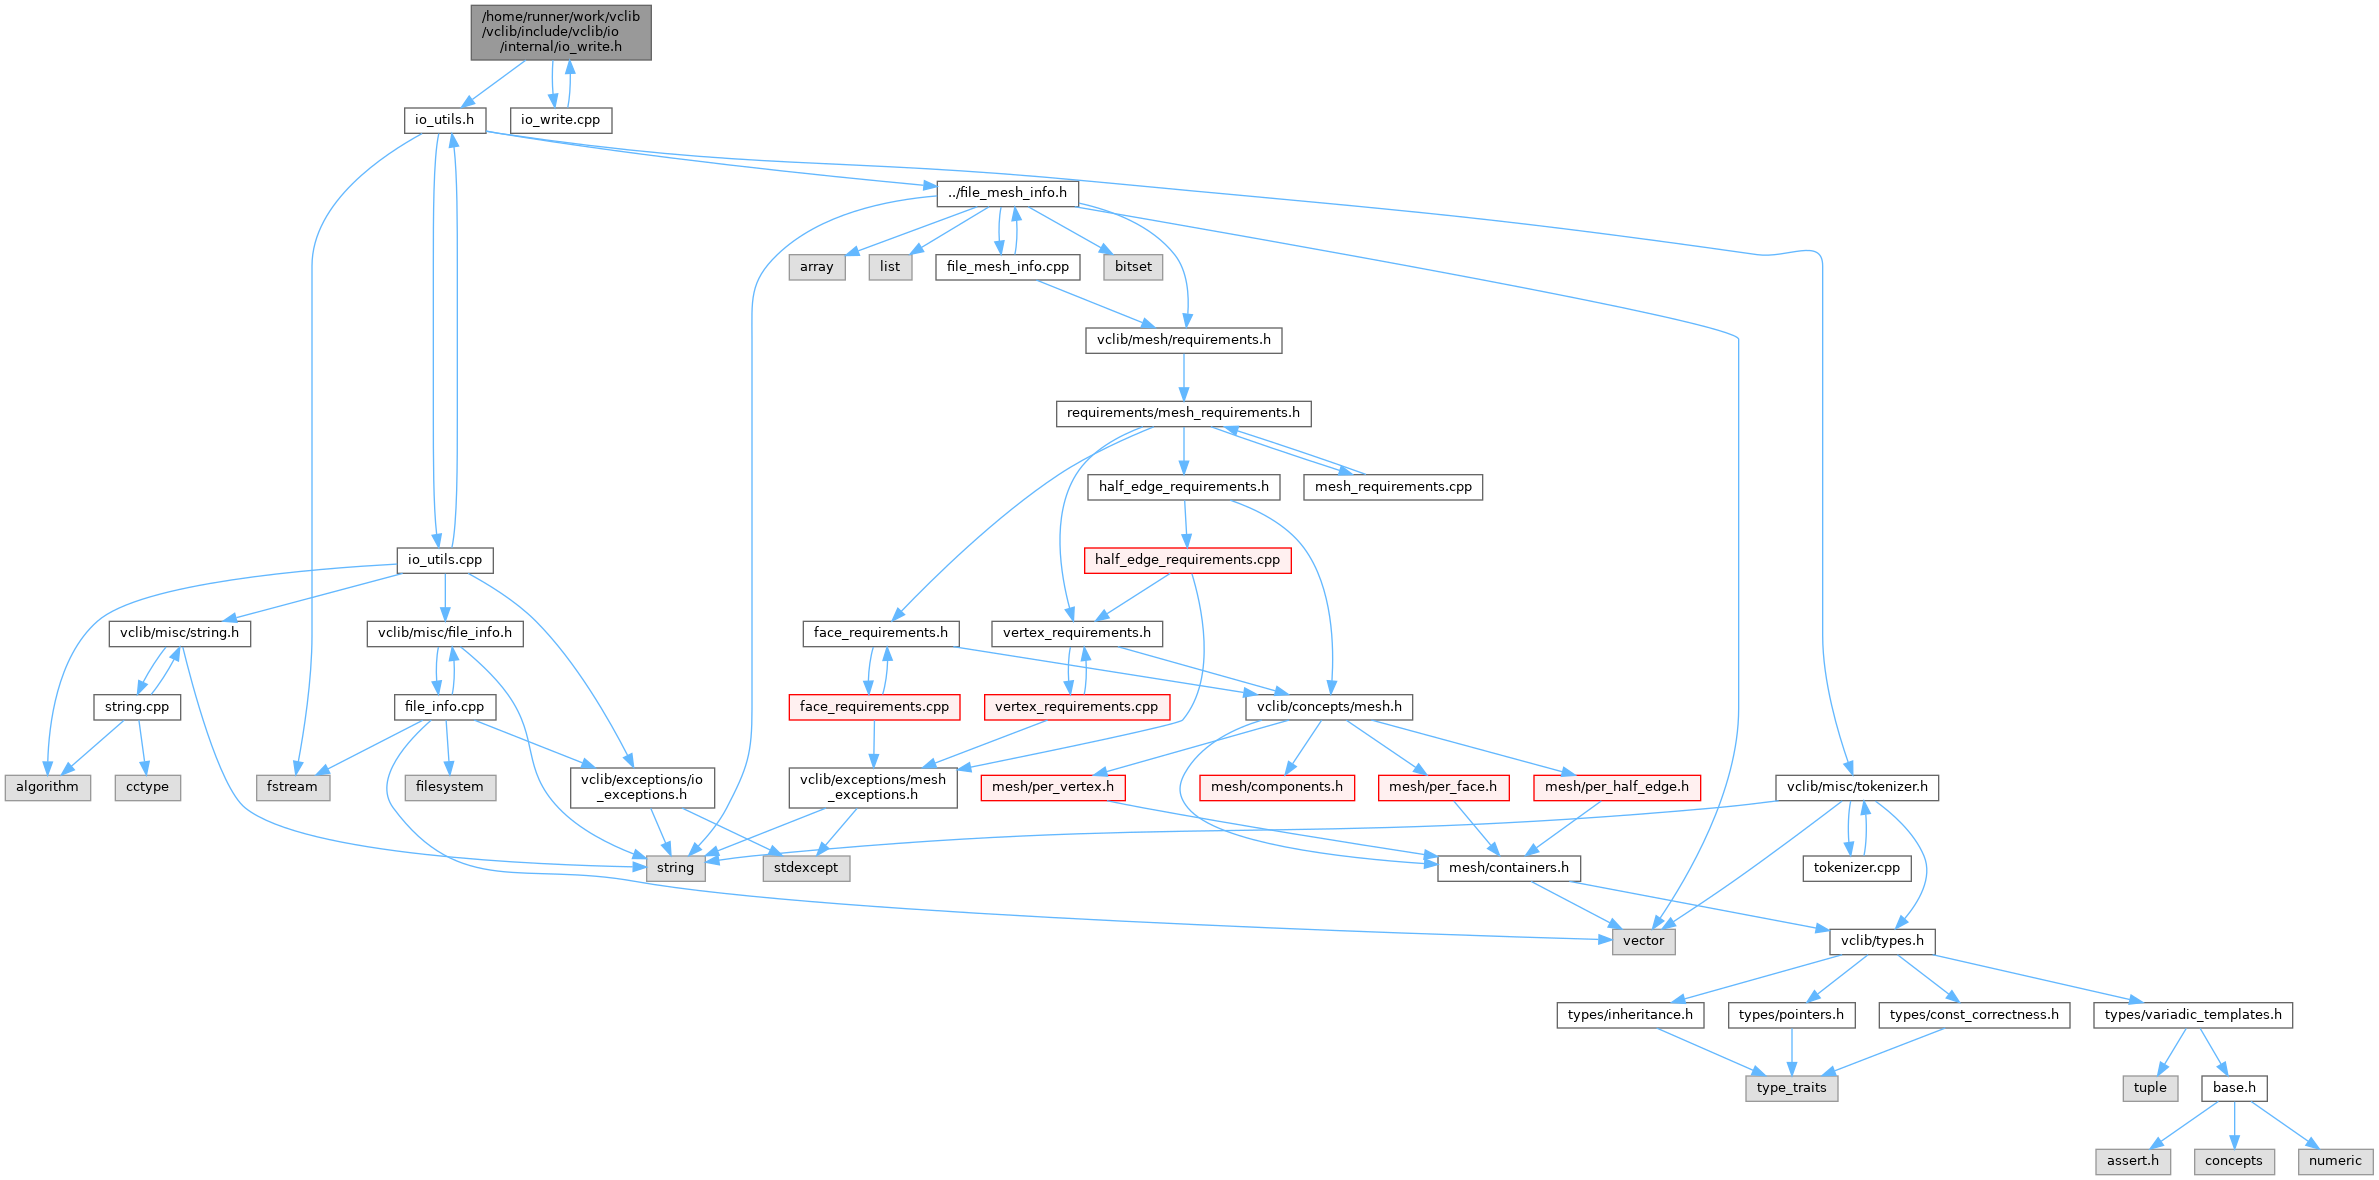 /home/runner/work/vclib
/vclib/include/vclib/io
/internal/io_write.h
io_utils.h
io_write.cpp
../file_mesh_info.h
array
list
file_mesh_info.cpp
bitset
vclib/mesh/requirements.h
requirements/mesh_requirements.h
half_edge_requirements.h
mesh_requirements.cpp
io_utils.cpp
half_edge_requirements.cpp
vclib/misc/string.h
vclib/misc/file_info.h
face_requirements.h
vertex_requirements.h
string.cpp
file_info.cpp
face_requirements.cpp
vertex_requirements.cpp
vclib/concepts/mesh.h
algorithm
cctype
fstream
filesystem
vclib/exceptions/io
_exceptions.h
vclib/exceptions/mesh
_exceptions.h
mesh/per_vertex.h
mesh/components.h
mesh/per_face.h
mesh/per_half_edge.h
vclib/misc/tokenizer.h
string
stdexcept
mesh/containers.h
tokenizer.cpp
vector
vclib/types.h
types/inheritance.h
types/pointers.h
types/const_correctness.h
types/variadic_templates.h
type_traits
tuple
base.h
assert.h
concepts
numeric